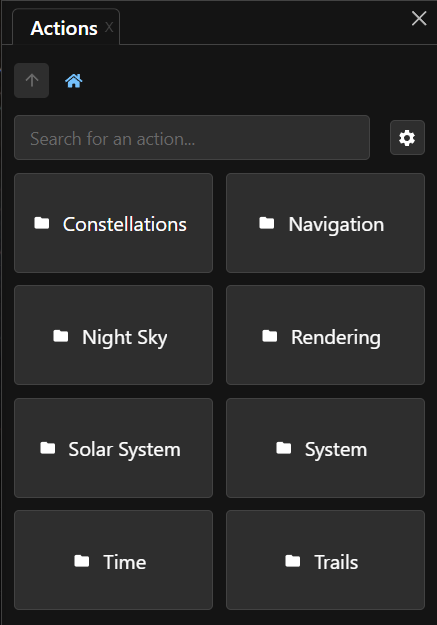 Actions X
Search for an action...
Constellations
Navigation
Night Sky
Rendering
Solar System
System
Time
Trails